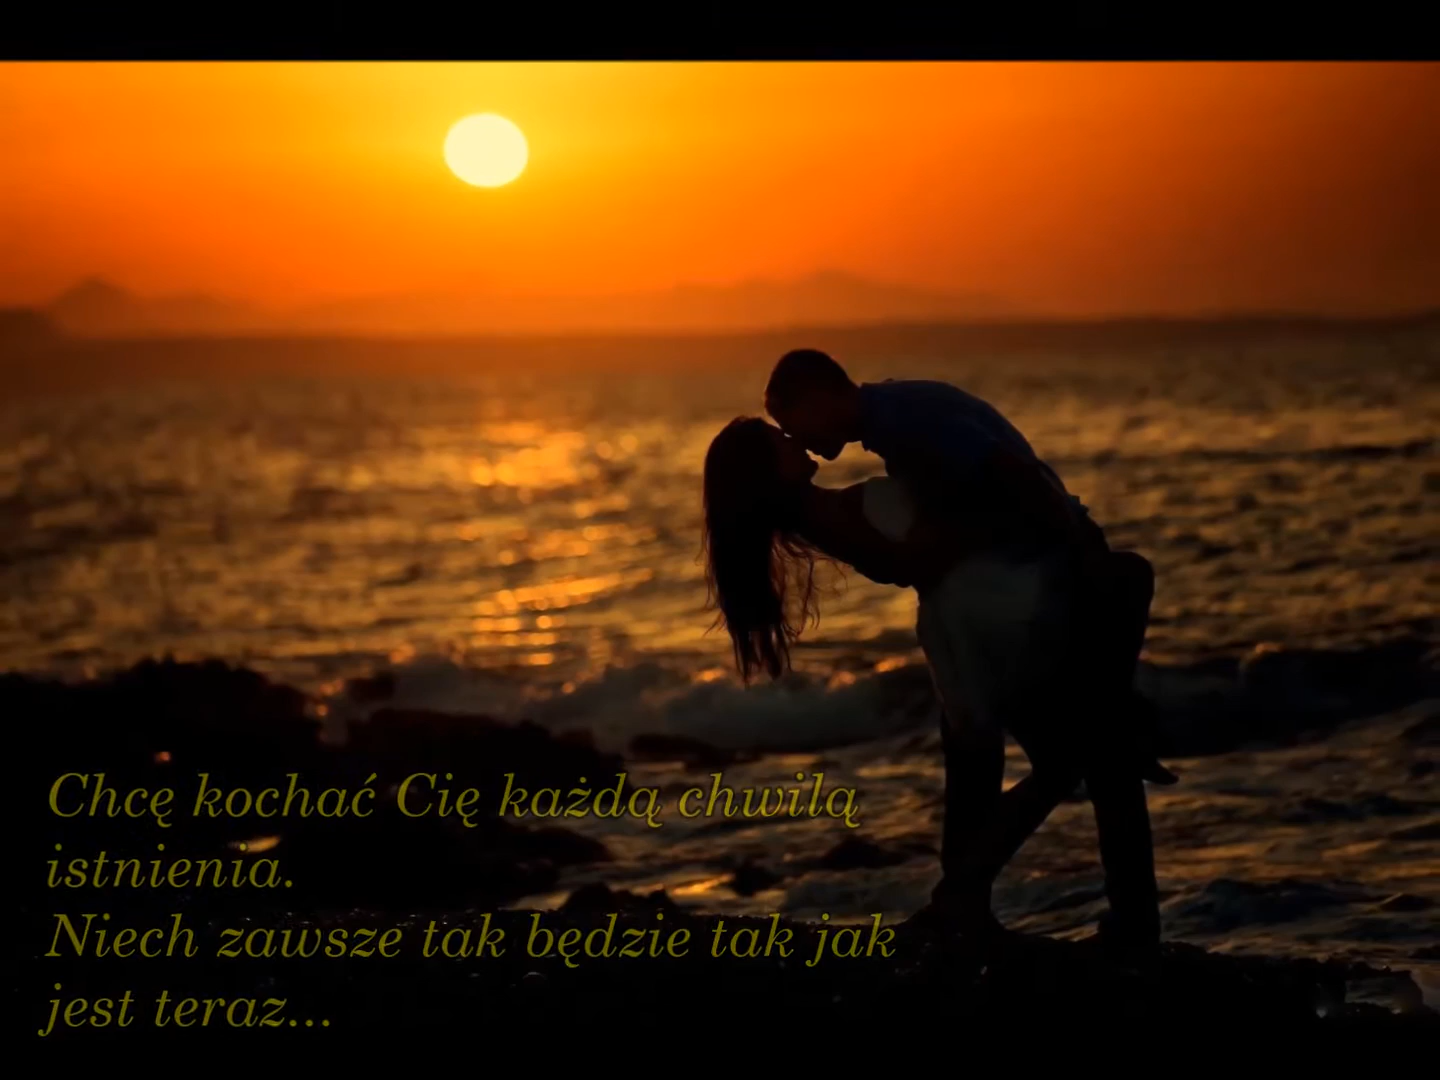 Chcę kochać Cię każdą chwilą
istnienia.
Niech zawsze tak będzie tak jak
jest teraz...